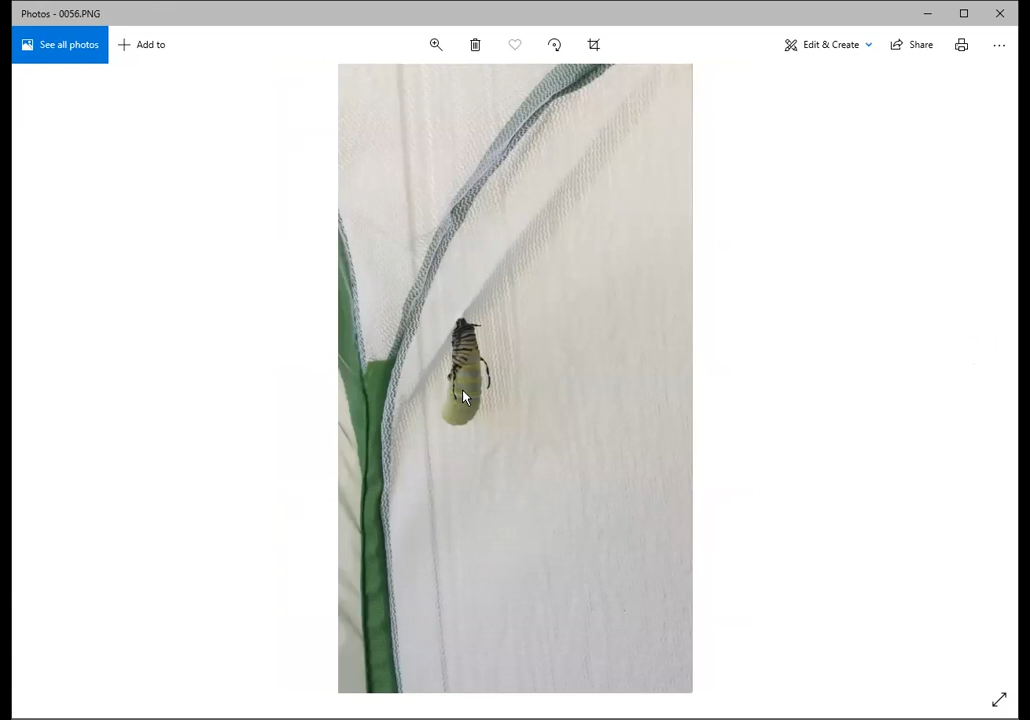 Photos - 0056.PNG
See all photos
Add to
Edit & Create
Share